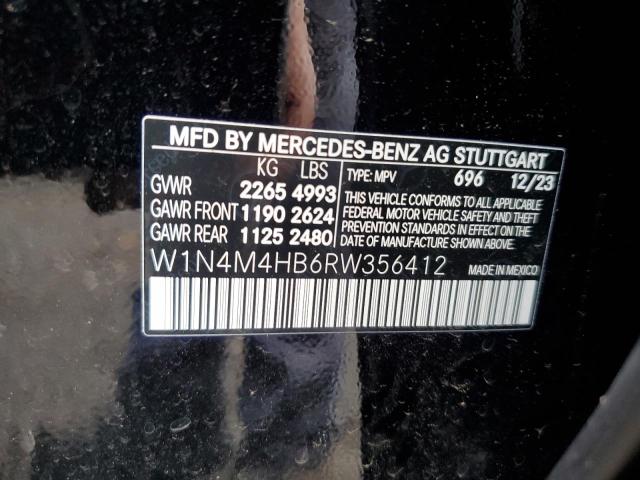 MFD BY MERCEDES-BENZ AG STUTTGART
KG LBS
GVWR 2265 4993
GAWR FRONT 1190 2624
GAWR REAR 1125 2480
TYPE: MPV 696 12/23
THIS VEHICLE CONFORMS TO ALL APPLICABLE
FEDERAL MOTOR VEHICLE SAFETY AND THEFT
PREVENTION STANDARDS IN EFFECT ON THE
DATE OF MANUFACTURE SHOWN ABOVE.
W1N4M4HB6RW356412
MADE IN MEXICO